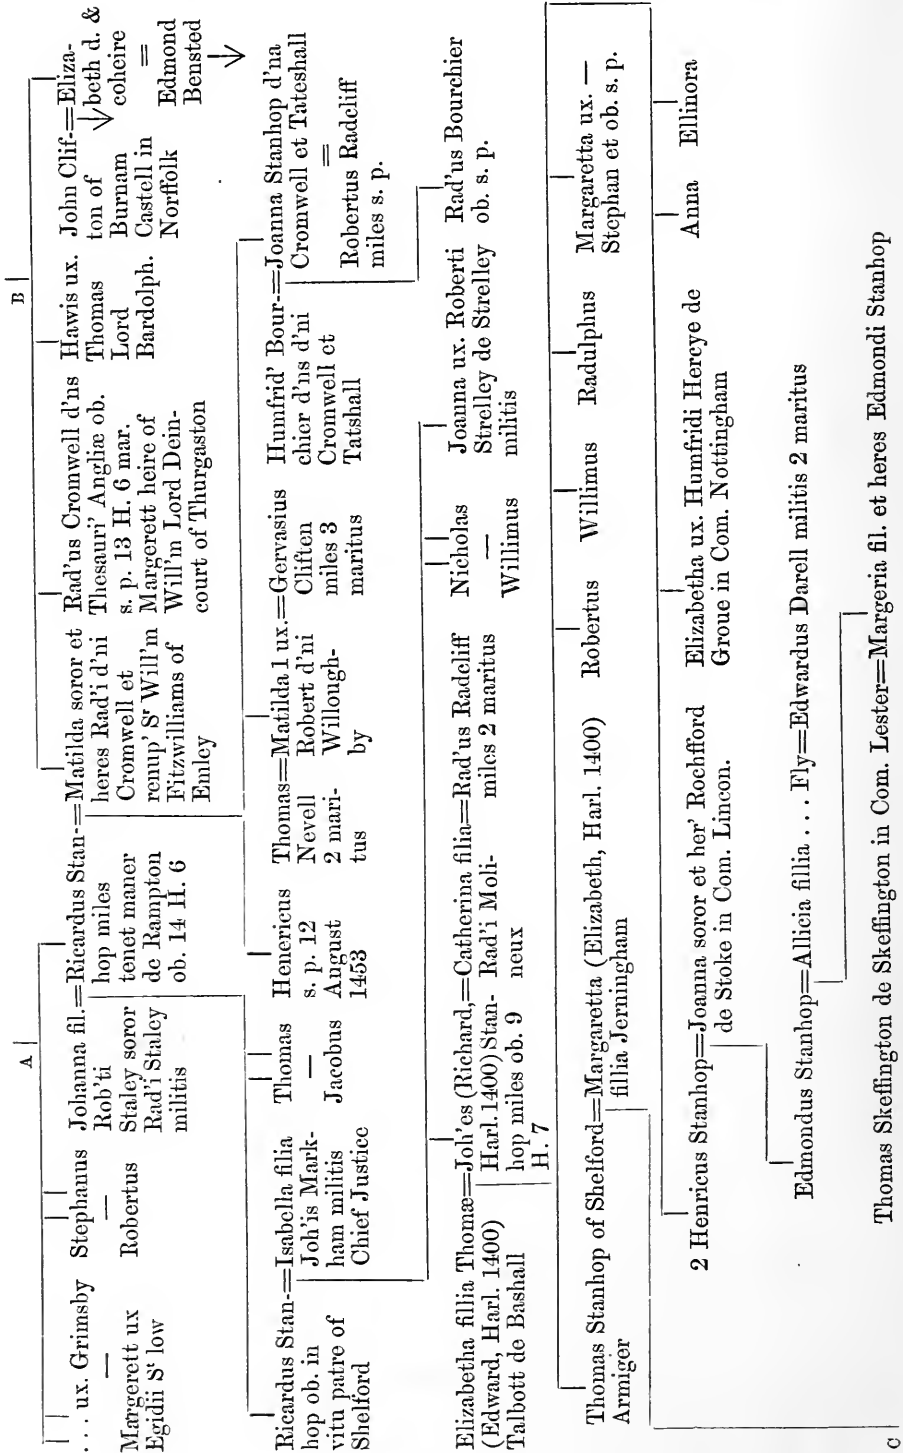 A
B
. . . ux. Grimsby
—
Margerett ux
Egidii Sᵗ low
Stephanus
—
Robertus
Johanna fil.=Ricardus Stan-=Matilda soror et
Rob'ti
Staley soror
Rad'i Staley
militis
hop miles
tenet maner
de Rampton
ob. 14 H. 6
heres Rad'i d'ni
Cromwell et
renup' Sʳ Will'm
Fitzwilliams of
Emley
Rad'us Cromwell d'ns
Thesauri' Angliæ ob.
s. p. 13 H. 6 mar.
Margerett heire of
Will'm Lord Dein-
court of Thurgaston
Hawis ux.
Thomas
Lord
Bardolph.
John Clif-=Eliza-
ton of
Burnam
Castell in
Norffolk
beth d. &
coheire
=
Edmond
Bensted
Ricardus Stan-=Isabella filia
hop ob. in
vitu patre of
Shelford
Joh'is Mark-
ham militis
Chief Justice
Thomas
—
Jacobus
Henericus
s. p. 12
August
1453
Thomas=Matilda 1 ux.=Gervasius
Nevell
2 mari-
tus
Robert d'ni
Willough-
by
Cliften
miles 3
maritus
Humfrid' Bour-=Joanna Stanhop d'na
chier d'ns d'ni
Cromwell et
Tatshall
Cromwell et Tateshall
=
Robertus Radcliff
miles s. p.
Elizabetha fillia Thomæ=Joh'es (Richard,=Catherina filia=Rad'us Radcliff
(Edward, Harl. 1400)
Talbott de Bashall
Harl. 1400) Stan-
hop miles ob. 9
H. 7
Rad'i Moli-
neux
miles 2 maritus
Nicholas
—
Willimus
Joanna ux. Roberti
Strelley de Strelley
militis
Rad'us Bourchier
ob. s. p.
Thomas Stanhop of Shelford=Margaretta (Elizabeth, Harl. 1400)
Armiger
fillia Jerningham
Robertus
Willimus
Radulphus
Margaretta ux. —
Stephan et ob. s. p.
2 Henricus Stanhop=Joanna soror et her' Rochfford
de Stoke in Com. Lincon.
Elizabetha ux. Humfridi Hercye de
Groue in Com. Nottingham
Anna
Ellinora
Edmondus Stanhop=Allicia fillia . . . Fly=Edwardus Darell militis 2 maritus
Thomas Skeffington de Skeffington in Com. Lester=Margeria fil. et heres Edmondi Stanhop
C